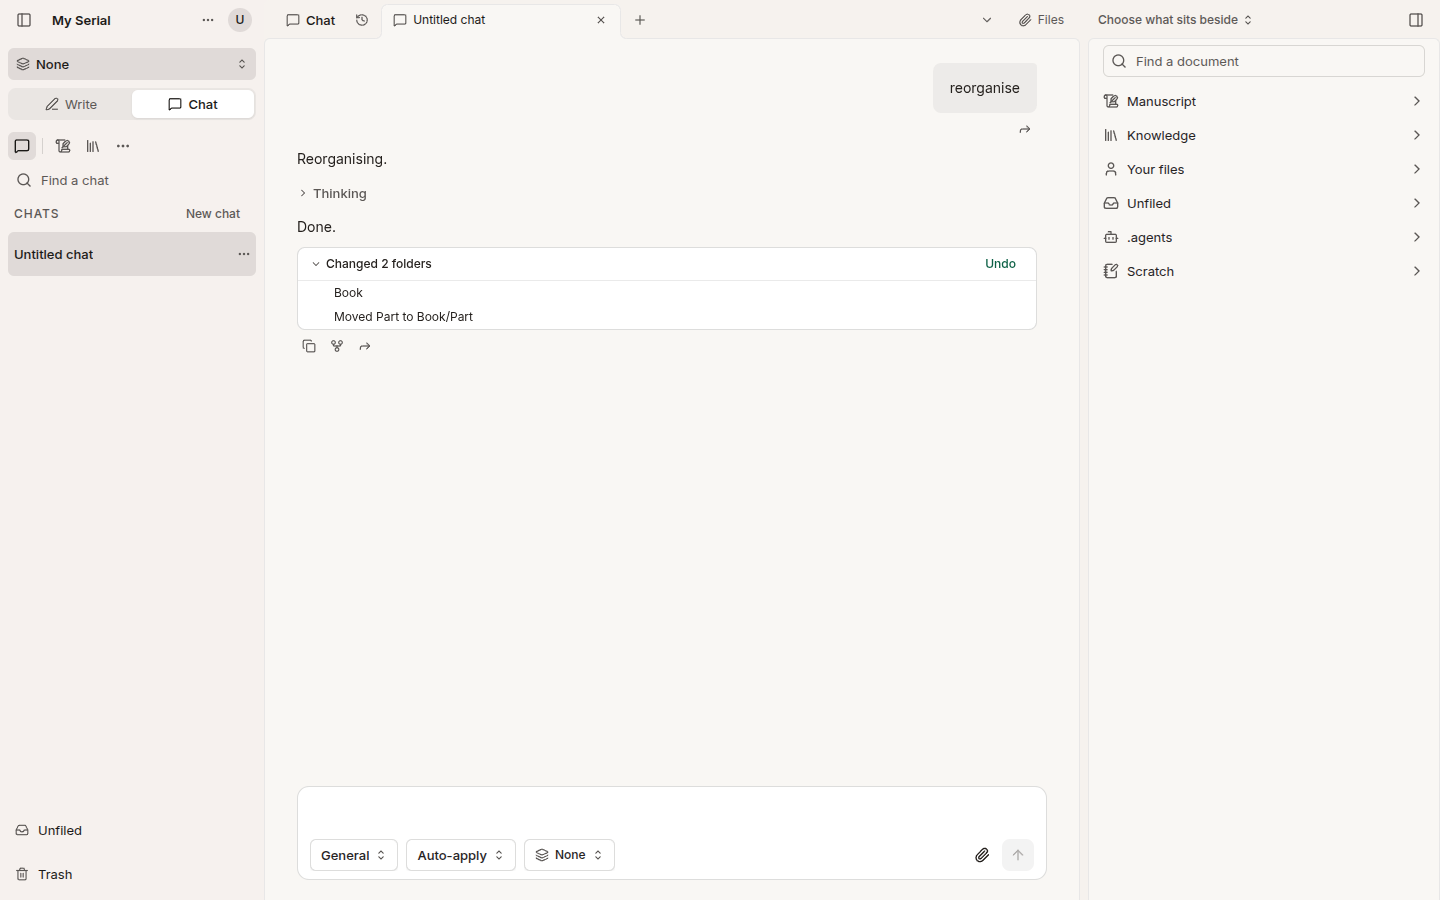 My Serial
U
None
Write
Chat
Find a chat
CHATS
New chat
Untitled chat
Unfiled
Trash
Chat
Untitled chat
Files
reorganise
Reorganising.
Thinking
Done.
Changed 2 folders
Undo
Book
Moved Part to Book/Part
General
Auto-apply
None
Choose what sits beside
Find a document
Manuscript
Knowledge
Your files
Unfiled
.agents
Scratch